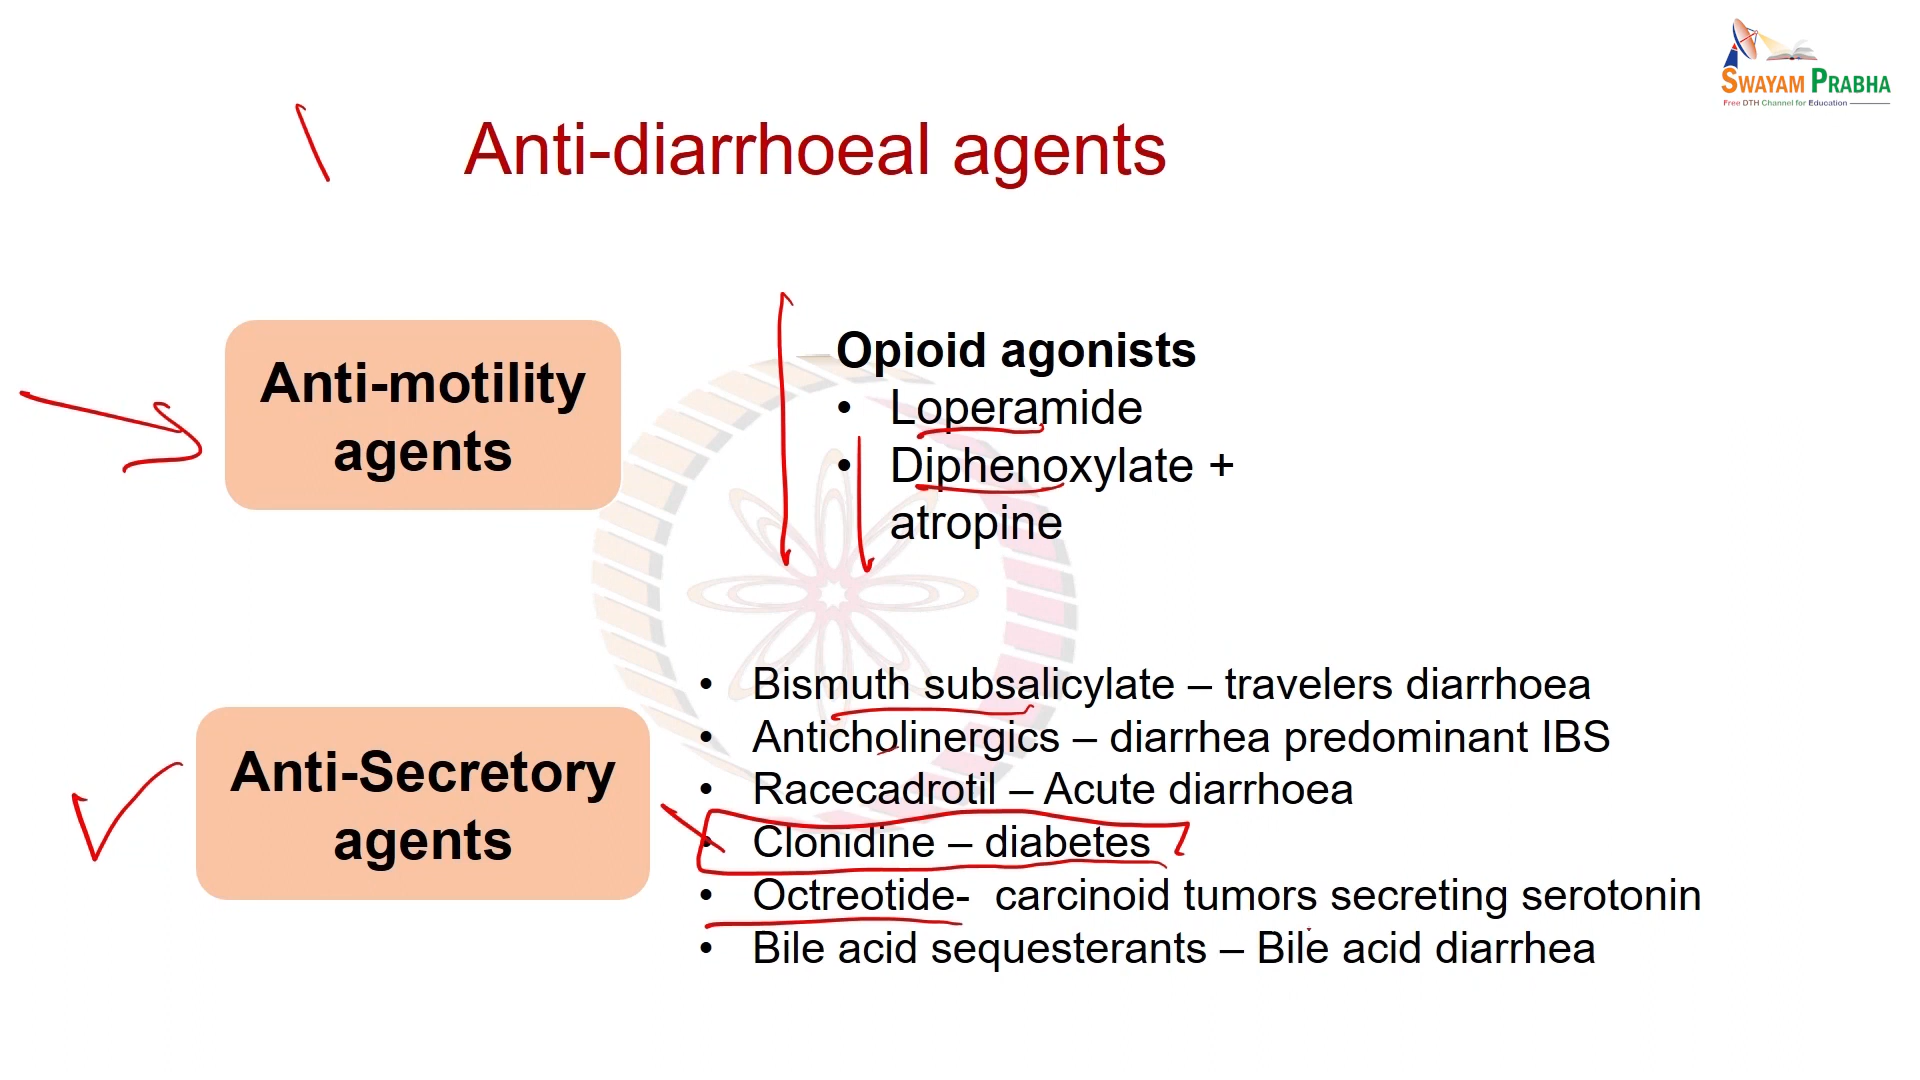 SWAYAM PRABHA
Free DTH Channel for Education
Anti-diarrhoeal agents
Anti-motility
agents
Opioid agonists
• Loperamide
• Diphenoxylate +
atropine
Anti-Secretory
agents
• Bismuth subsalicylate – travelers diarrhoea
• Anticholinergics – diarrhea predominant IBS
• Racecadrotil – Acute diarrhoea
• Clonidine – diabetes
• Octreotide-  carcinoid tumors secreting serotonin
• Bile acid sequesterants – Bile acid diarrhea